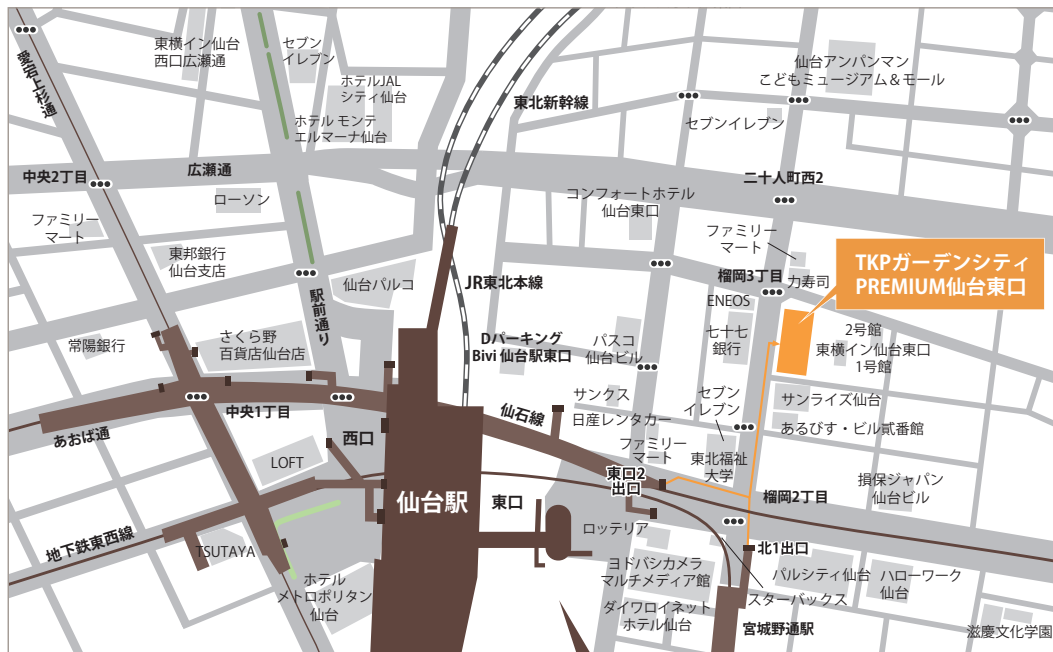 東横イン仙台
西口広瀬通
セブン
イレブン
ホテルJAL
シティ仙台
ホテル モンテ
エルマーナ仙台
愛宕上杉通
東北新幹線
仙台アンパンマン
こどもミュージアム＆モール
セブンイレブン
中央2丁目
広瀬通
ローソン
二十人町西2
コンフォートホテル
仙台東口
ファミリー
マート
東邦銀行
仙台支店
仙台パルコ
駅前通り
JR東北本線
ファミリー
マート
榴岡3丁目
力寿司
TKPガーデンシティ
PREMIUM仙台東口
ENEOS
七十七
銀行
2号館
東横イン仙台東口
1号館
常陽銀行
さくら野
百貨店仙台店
Dパーキング
Bivi 仙台駅東口
パスコ
仙台ビル
サンクス
日産レンタカー
セブン
イレブン
サンライズ仙台
あるびす・ビル貳番館
あおば通
中央1丁目
西口
仙石線
ファミリー
マート
東北福祉
大学
LOFT
東口2
出口
榴岡2丁目
損保ジャパン
仙台ビル
仙台駅
東口
ロッテリア
地下鉄東西線
TSUTAYA
北1出口
ホテル
メトロポリタン
仙台
ヨドバシカメラ
マルチメディア館
パルシティ仙台
ハローワーク
仙台
スターバックス
ダイワロイネット
ホテル仙台
宮城野通駅
滋慶文化学園